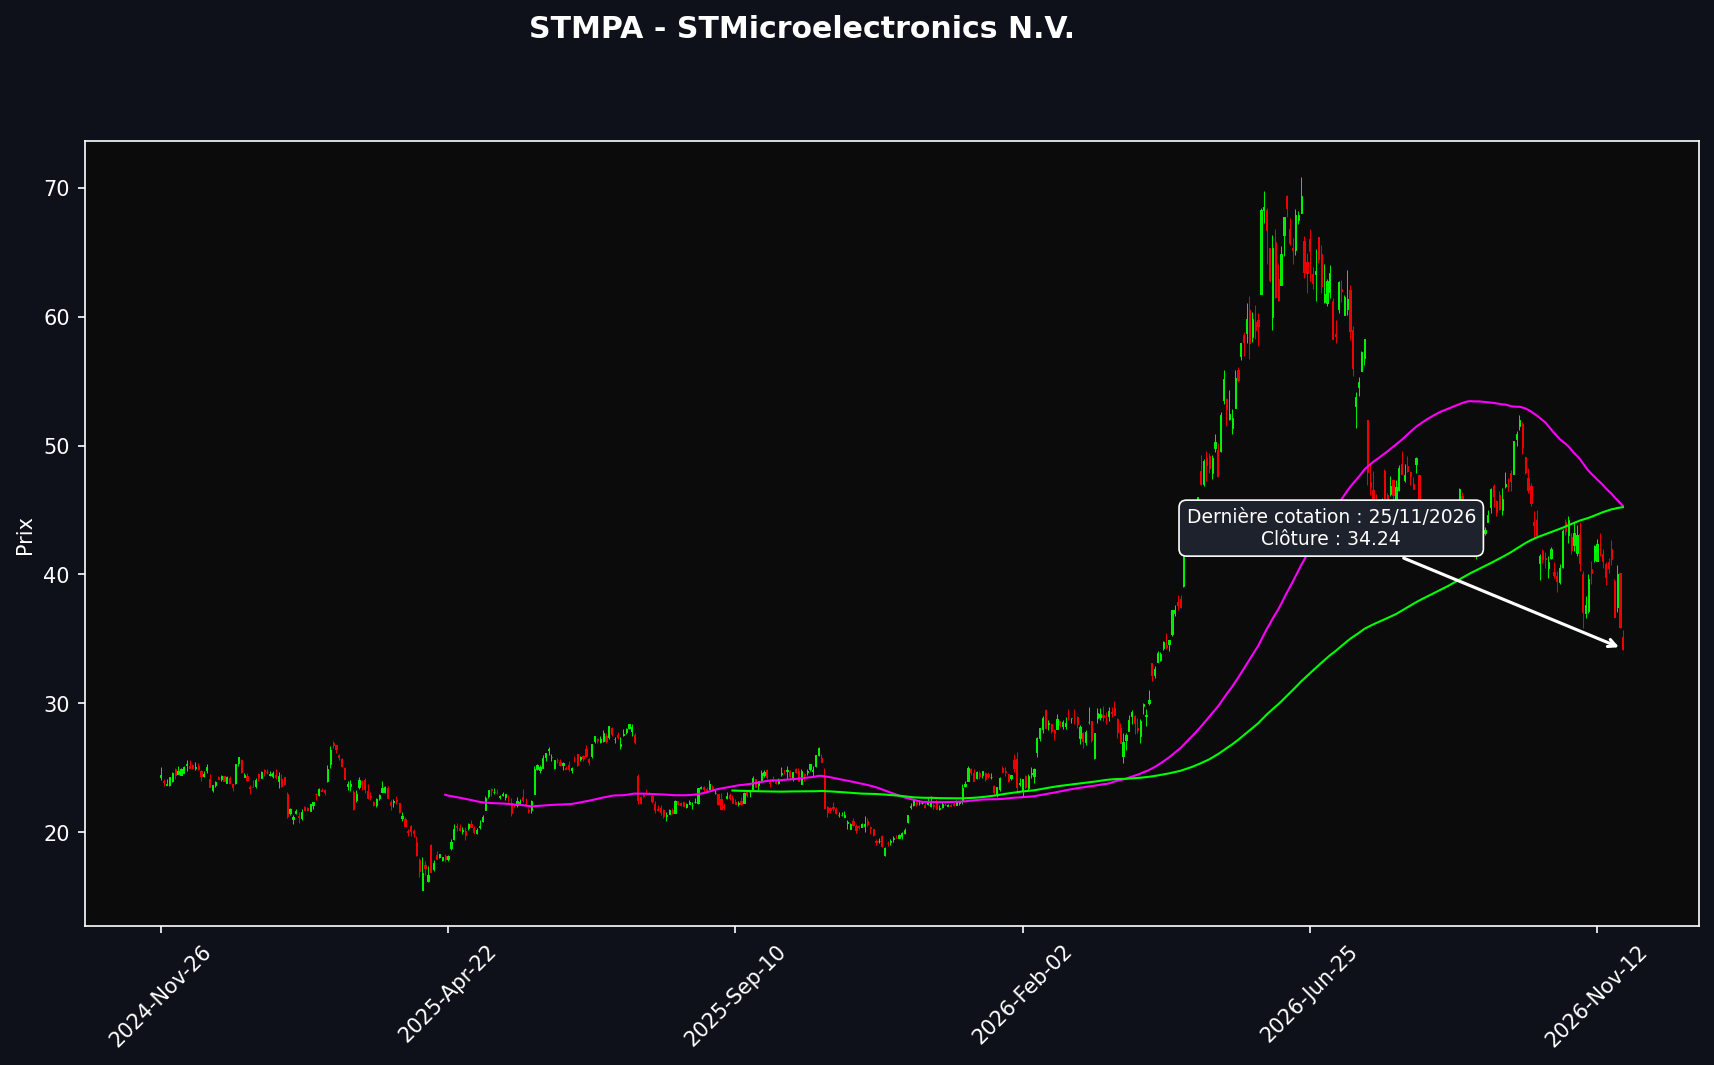 STMPA - STMicroelectronics N.V.
Prix
70
60
50
40
30
20
Dernière cotation : 25/11/2026
Clôture : 34.24
2024-Nov-26
2025-Apr-22
2025-Sep-10
2026-Feb-02
2026-Jun-25
2026-Nov-12